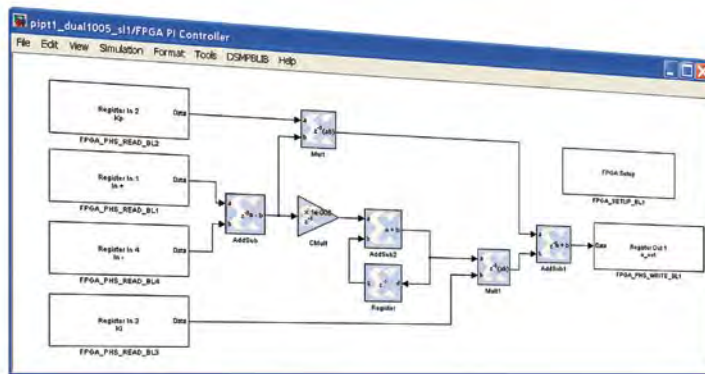 pipt1_dual1005_sl1/FPGA PI Controller
File Edit View Simulation Format Tools DSMPBLIB Help
Register In 2
Kp
Data
FPGA_PHS_READ_BL2
Register In 1
In +
Data
FPGA_PHS_READ_BL1
Register In 4
In -
Data
FPGA_PHS_READ_BL4
Register In 3
Ki
Data
FPGA_PHS_READ_BL3
a
b
AddSub
a
b
Mult
CMult
a
b
a + b
AddSub2
Register
a
b
Mult1
a
b
AddSub1
FPGA Setup
FPGA_SETUP_BL1
Data
Register Out 1
FPGA_PHS_WRITE_BL1